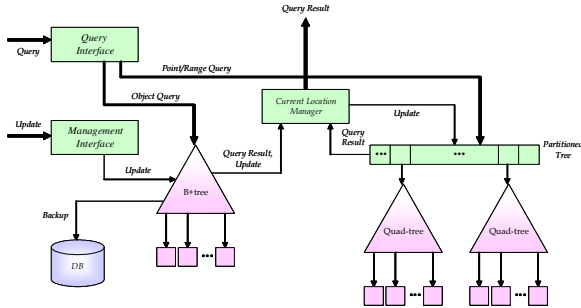 Query Result
Query
Interface
Query
Point/Range Query
Object Query
Current Location
Manager
Update
Update
Management
Interface
Query
Result
Query Result,
Update
Update
•••
•••
Partitioned
Tree
B+tree
Backup
Quad-tree
Quad-tree
DB
•••
•••
•••